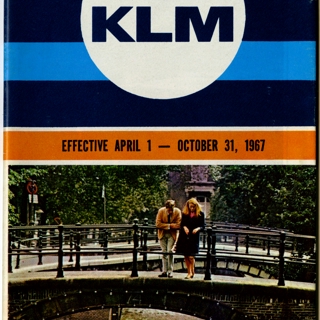 KLM
EFFECTIVE APRIL 1 — OCTOBER 31, 1967